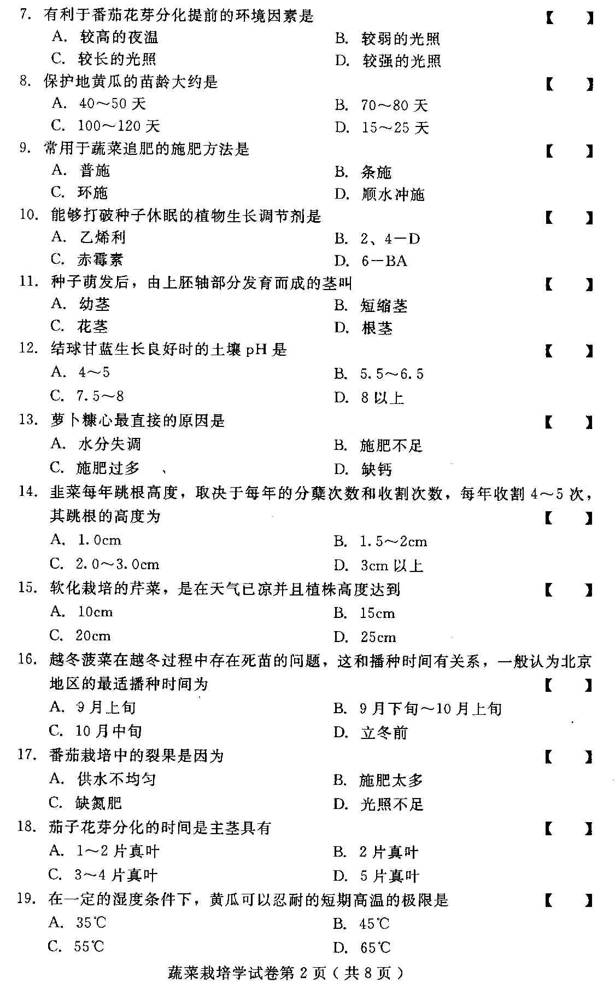 7. 有利于番茄花芽分化提前的环境因素是 【 】
A. 较高的夜温 B. 较弱的光照
C. 较长的光照 D. 较强的光照
8. 保护地黄瓜的苗龄大约是 【 】
A. 40～50 天 B. 70～80 天
C. 100～120 天 D. 15～25 天
9. 常用于蔬菜追肥的施肥方法是 【 】
A. 普施 B. 条施
C. 环施 D. 顺水冲施
10. 能够打破种子休眠的植物生长调节剂是 【 】
A. 乙烯利 B. 2、4—D
C. 赤霉素 D. 6—BA
11. 种子萌发后，由上胚轴部分发育而成的茎叫 【 】
A. 幼茎 B. 短缩茎
C. 花茎 D. 根茎
12. 结球甘蓝生长良好时的土壤 pH 是 【 】
A. 4～5 B. 5.5～6.5
C. 7.5～8 D. 8 以上
13. 萝卜糠心最直接的原因是 【 】
A. 水分失调 B. 施肥不足
C. 施肥过多 D. 缺钙
14. 韭菜每年跳根高度，取决于每年的分蘖次数和收割次数，每年收割 4～5 次，
其跳根的高度为 【 】
A. 1.0cm B. 1.5～2cm
C. 2.0～3.0cm D. 3cm 以上
15. 软化栽培的芹菜，是在天气已凉并且植株高度达到 【 】
A. 10cm B. 15cm
C. 20cm D. 25cm
16. 越冬菠菜在越冬过程中存在死苗的问题，这和播种时间有关系，一般认为北京
地区的最适播种时间为 【 】
A. 9 月上旬 B. 9 月下旬～10 月上旬
C. 10 月中旬 D. 立冬前
17. 番茄栽培中的裂果是因为 【 】
A. 供水不均匀 B. 施肥太多
C. 缺氮肥 D. 光照不足
18. 茄子花芽分化的时间是主茎具有 【 】
A. 1～2 片真叶 B. 2 片真叶
C. 3～4 片真叶 D. 5 片真叶
19. 在一定的湿度条件下，黄瓜可以忍耐的短期高温的极限是 【 】
A. 35℃ B. 45℃
C. 55℃ D. 65℃
蔬菜栽培学试卷第 2 页（共 8 页）